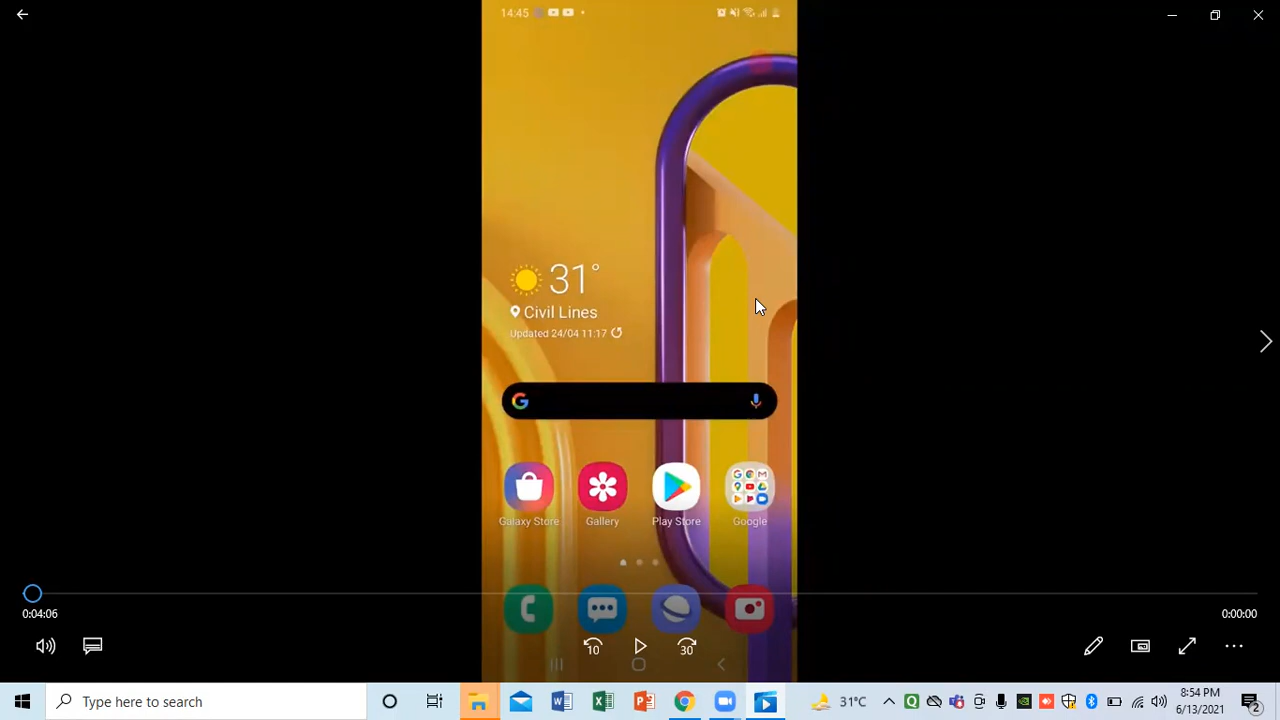 14:45
31°
Civil Lines
Updated 24/04 11:17
G
Galaxy Store
Gallery
Play Store
Google
0:04:06
0:00:00
10
30
Type here to search
31°C
8:54 PM
6/13/2021
2